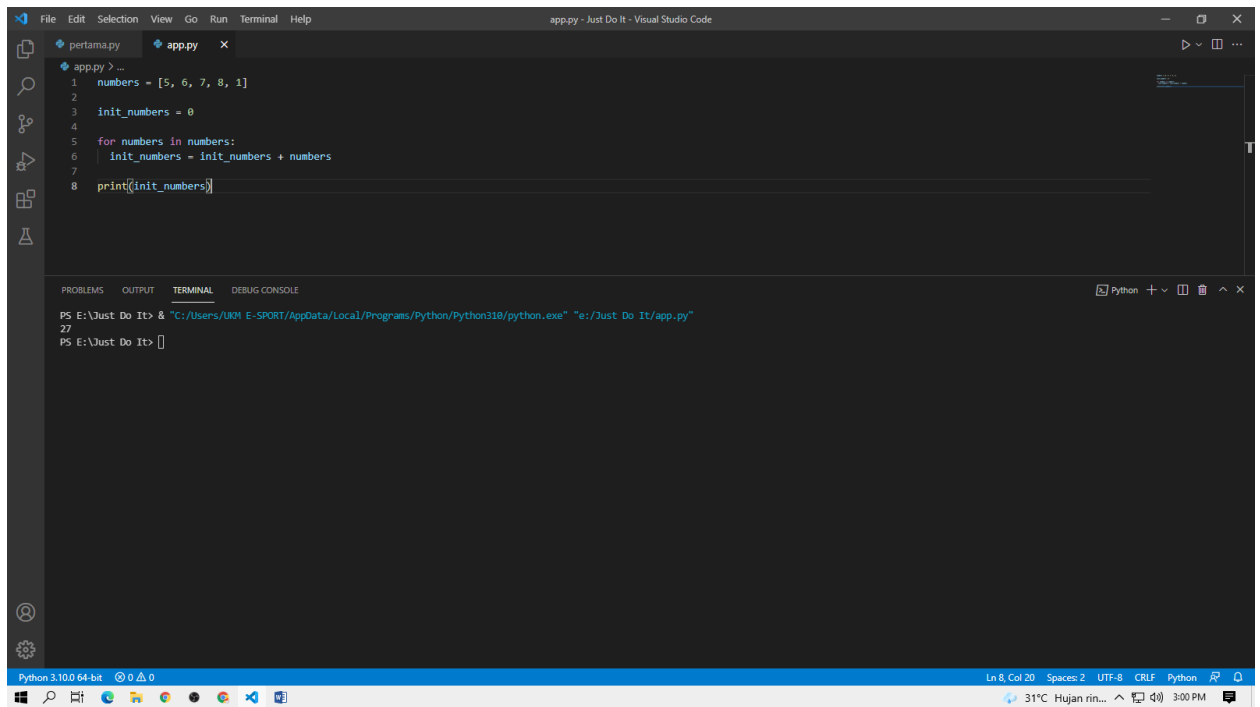 File Edit Selection View Go Run Terminal Help
app.py - Just Do It - Visual Studio Code
pertama.py
app.py
app.py > ...
1 numbers = [5, 6, 7, 8, 1]
2
3 init_numbers = 0
4
5 for numbers in numbers:
6 init_numbers = init_numbers + numbers
7
8 print(init_numbers)
PROBLEMS OUTPUT TERMINAL DEBUG CONSOLE
Python
PS E:\Just Do It> & "C:/Users/UKM E-SPORT/AppData/Local/Programs/Python/Python310/python.exe" "e:/Just Do It/app.py"
27
PS E:\Just Do It>
Python 3.10.0 64-bit 0 0
Ln 8, Col 20 Spaces: 2 UTF-8 CRLF Python
31°C Hujan rin... 3:00 PM